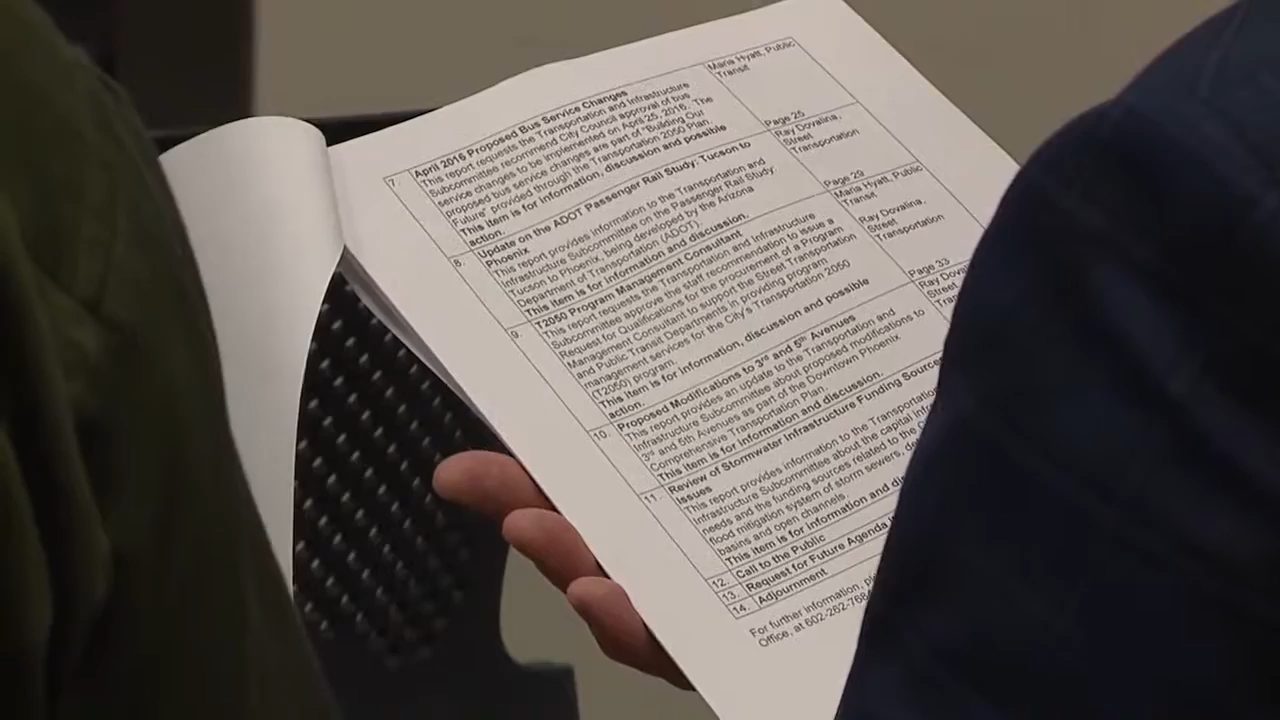 7. April 2016 Proposed Bus Service Changes
This report requests the Transportation and Infrastructure
Subcommittee recommend City Council approval of bus
service changes to be implemented on April 25, 2016. The
proposed bus service changes are part of "Building Our
Future" provided through the Transportation 2050 Plan.
This item is for information, discussion and possible
action.
Maria Hyatt, Public
Transit
Page 25
8. Update on the ADOT Passenger Rail Study: Tucson to
Phoenix
This report provides information to the Transportation and
Infrastructure Subcommittee on the Passenger Rail Study:
Tucson to Phoenix, being developed by the Arizona
Department of Transportation (ADOT).
This item is for information and discussion.
Ray Dovalina,
Street
Transportation
Page 29
9. T2050 Program Management Consultant
This report requests the Transportation and Infrastructure
Subcommittee approve the staff recommendation to issue a
Request for Qualifications for the procurement of a Program
Management Consultant to support the Street Transportation
and Public Transit Departments in providing program
management services for the City's Transportation 2050
(T2050) program.
This item is for information, discussion and possible
action.
Maria Hyatt, Public
Transit
Ray Dovalina,
Street
Transportation
Page 33
10. Proposed Modifications to 3rd and 5th Avenues
This report provides an update to the Transportation and
Infrastructure Subcommittee about proposed modifications to
3rd and 5th Avenues as part of the Downtown Phoenix
Comprehensive Transportation Plan.
This item is for information and discussion.
Ray
Street
11. Review of Stormwater Infrastructure Funding Source
Issues
This report provides information to the Transportation
Infrastructure Subcommittee about the capital
needs and the funding sources related to the
flood mitigation system of storm sewers,
basins and open channels.
This item is for information and
12. Call to the Public
13. Request for Future Agenda
14. Adjournment
For further information,
Office, at 602-262-768